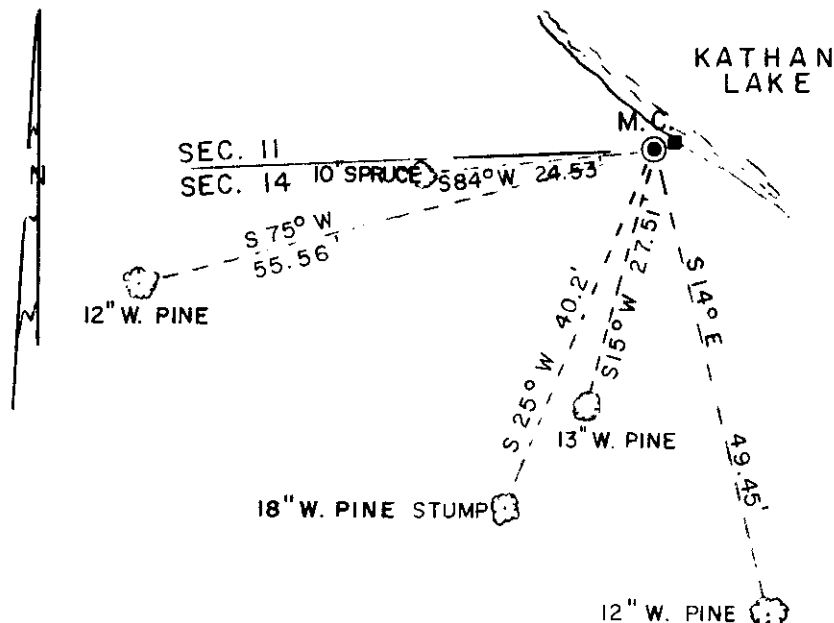 KATHAN
LAKE
M. C.
SEC. 11
SEC. 14
10" SPRUCE
S84° W 24.53'
S 75° W
55.56'
N
12" W. PINE
S 25° W 40.2'
S15° W 27.51'
S 14° E
49.45'
13" W. PINE
18" W. PINE STUMP
12" W. PINE